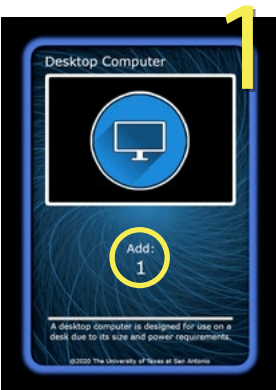 1
Desktop Computer
Add:
1
A desktop computer is designed for use on a
desk due to its size and power requirements.
©2020 The University of Texas at San Antonio